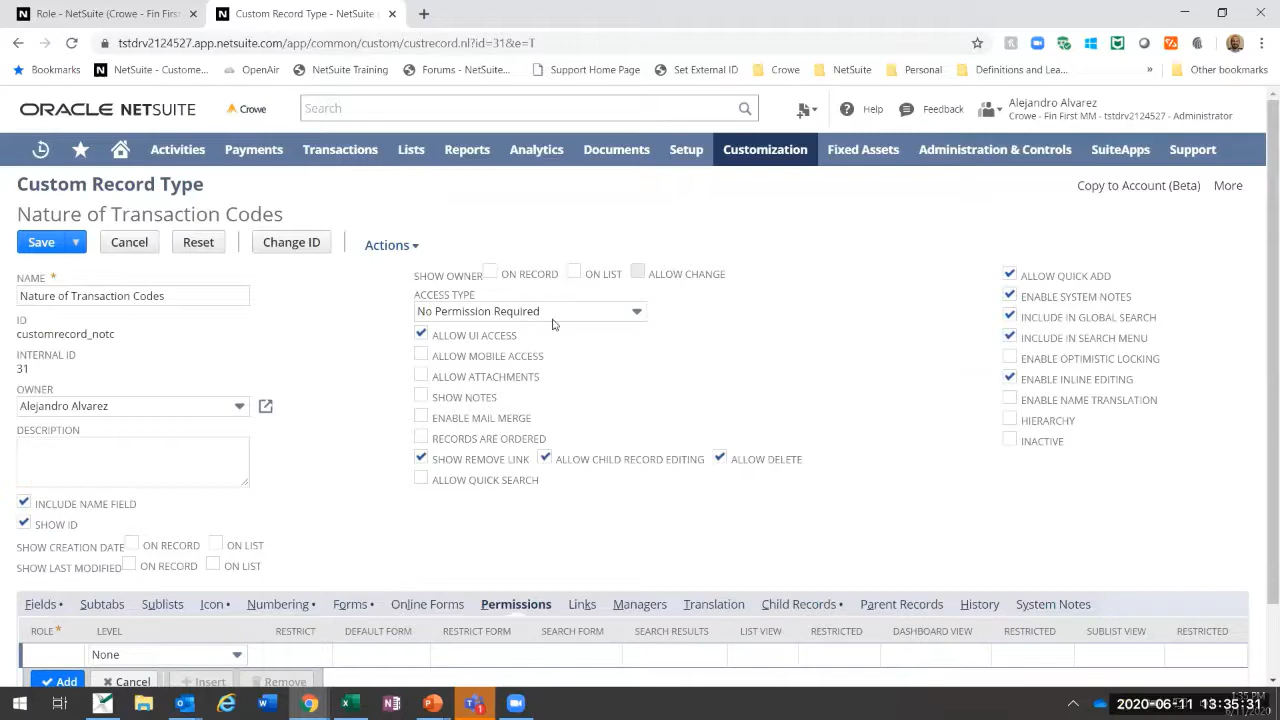 Role - NetSuite (Crowe - Fin First
Custom Record Type - NetSuite
tstdrv2124527.app.netsuite.com/app/common/custom/custrecord.nl?id=31&e=T
Bookmarks NetSuite - Custome... OpenAir NetSuite Training Forums - NetSuite... Support Home Page Set External ID Crowe NetSuite Personal Definitions and Lea... » Other bookmarks
ORACLE NETSUITE Crowe Search Help Feedback
Alejandro Alvarez
Crowe - Fin First MM - tstdrv2124527 - Administrator
Activities Payments Transactions Lists Reports Analytics Documents Setup Customization Fixed Assets Administration & Controls SuiteApps Support
Custom Record Type
Copy to Account (Beta) More
Nature of Transaction Codes
Save Cancel Reset Change ID Actions
NAME *
Nature of Transaction Codes
ID
customrecord_notc
INTERNAL ID
31
OWNER
Alejandro Alvarez
DESCRIPTION
INCLUDE NAME FIELD
SHOW ID
SHOW CREATION DATE ON RECORD ON LIST
SHOW LAST MODIFIED ON RECORD ON LIST
SHOW OWNER ON RECORD ON LIST ALLOW CHANGE
ACCESS TYPE
No Permission Required
ALLOW UI ACCESS
ALLOW MOBILE ACCESS
ALLOW ATTACHMENTS
SHOW NOTES
ENABLE MAIL MERGE
RECORDS ARE ORDERED
SHOW REMOVE LINK ALLOW CHILD RECORD EDITING ALLOW DELETE
ALLOW QUICK SEARCH
ALLOW QUICK ADD
ENABLE SYSTEM NOTES
INCLUDE IN GLOBAL SEARCH
INCLUDE IN SEARCH MENU
ENABLE OPTIMISTIC LOCKING
ENABLE INLINE EDITING
ENABLE NAME TRANSLATION
HIERARCHY
INACTIVE
Fields • Subtabs Sublists Icon • Numbering • Forms • Online Forms Permissions Links Managers Translation Child Records • Parent Records History System Notes
ROLE * LEVEL RESTRICT DEFAULT FORM RESTRICT FORM SEARCH FORM SEARCH RESULTS LIST VIEW RESTRICTED DASHBOARD VIEW RESTRICTED SUBLIST VIEW RESTRICTED
None
Add Cancel Insert Remove
2020-06-11 13:35:31